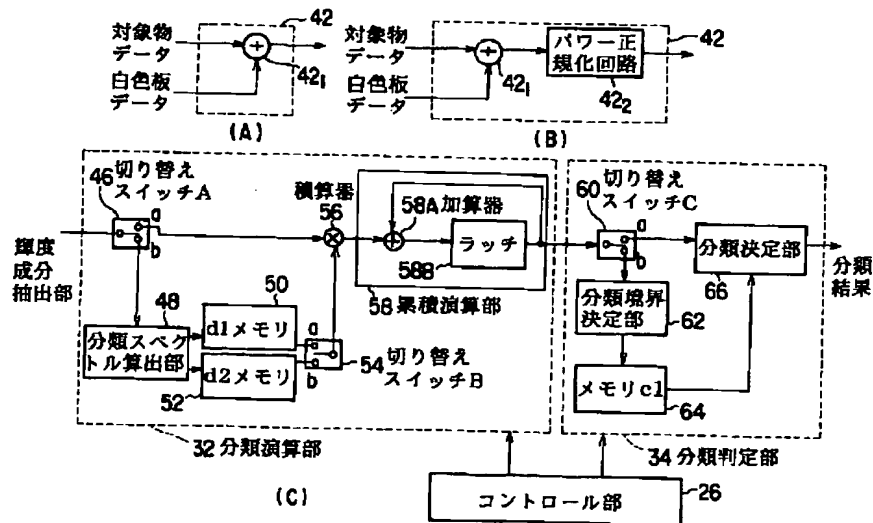 対象物
データ
白色板
データ
42
42₁
(A)
対象物
データ
白色板
データ
42₁
パワー正
規化回路
42₂
42
(B)
46
切り替え
スイッチA
a
b
輝度
成分
抽出部
積算器
56
58A 加算器
ラッチ
58B
58 累積演算部
48
分類スペク
トル算出部
50
d1メモリ
52
d2メモリ
a
b
54
切り替え
スイッチB
32 分類演算部
(C)
60
切り替え
スイッチC
a
b
分類決定部
66
分類
結果
分類境界
決定部
62
メモリc1
64
34 分類判定部
コントロール部
26